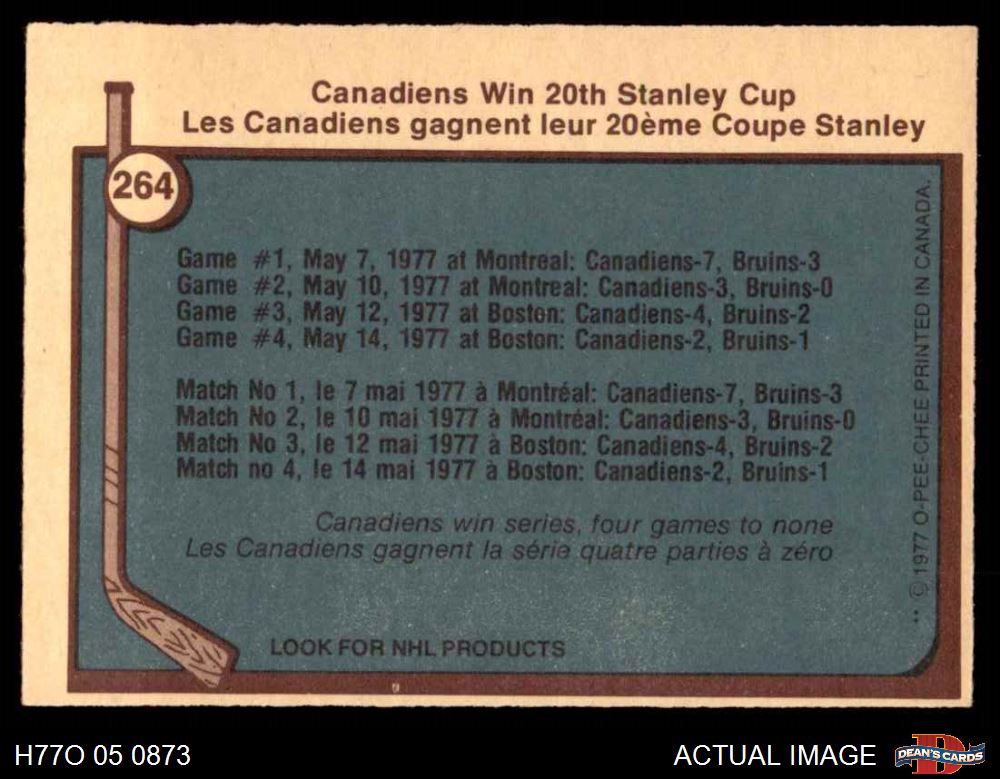 Canadiens Win 20th Stanley Cup
Les Canadiens gagnent leur 20ème Coupe Stanley
264
Game #1, May 7, 1977 at Montreal: Canadiens-7, Bruins-3
Game #2, May 10, 1977 at Montreal: Canadiens-3, Bruins-0
Game #3, May 12, 1977 at Boston: Canadiens-4, Bruins-2
Game #4, May 14, 1977 at Boston: Canadiens-2, Bruins-1
Match No 1, le 7 mai 1977 à Montréal: Canadiens-7, Bruins-3
Match No 2, le 10 mai 1977 à Montréal: Canadiens-3, Bruins-0
Match No 3, le 12 mai 1977 à Boston: Canadiens-4, Bruins-2
Match no 4, le 14 mai 1977 à Boston: Canadiens-2, Bruins-1
Canadiens win series, four games to none
Les Canadiens gagnent la série quatre parties à zéro
LOOK FOR NHL PRODUCTS
** © 1977 O-PEE-CHEE PRINTED IN CANADA.
H77O 05 0873
ACTUAL IMAGE
DEAN'S CARDS